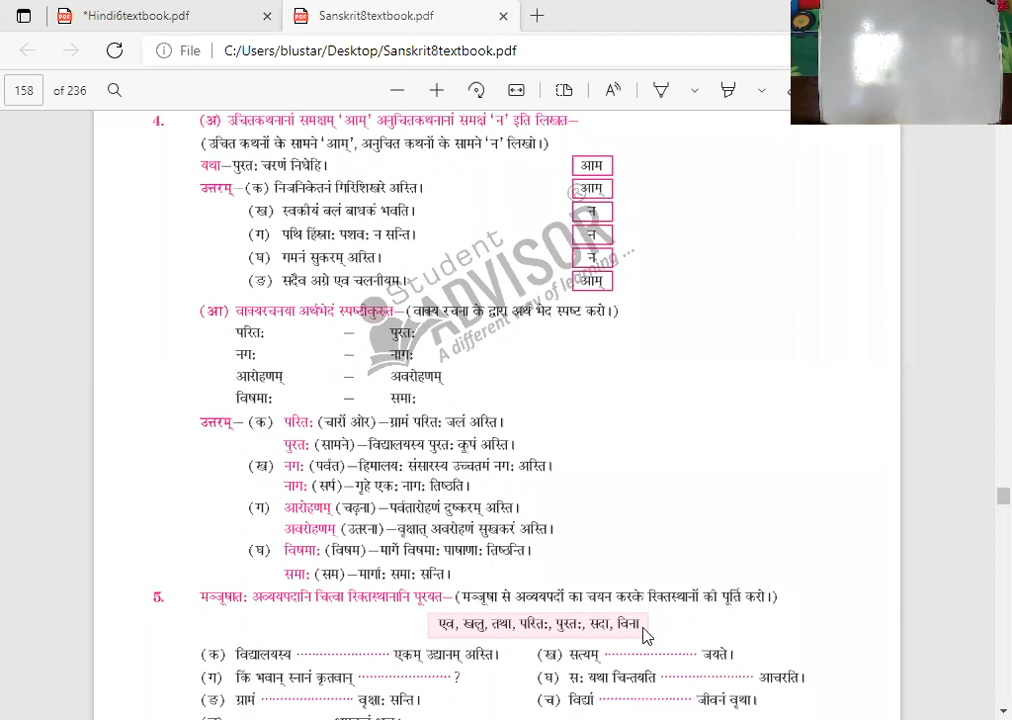 *Hindi6textbook.pdf
Sanskrit8textbook.pdf
File C:/Users/blustar/Desktop/Sanskrit8textbook.pdf
158 of 236
4. (अ) उचितकथनानां समक्षम् ‘आम्’ अनुचितकथनानां समक्षं ‘न’ इति लिखत–
(उचित कथनों के सामने ‘आम्’, अनुचित कथनों के सामने ‘न’ लिखो।)
यथा–पुरतः चरणं निधेहि। आम
उत्तरम्–(क) निजनिकेतनं गिरिशिखरे अस्ति। आम्
(ख) स्वकीयं बलं बाधकं भवति। न
(ग) पथि हिंस्राः पशवः न सन्ति। न
(घ) गमनं सुकरम् अस्ति। न
(ङ) सदैव अग्रे एव चलनीयम्। आम्
(आ) वाक्यरचनया अर्थभेदं स्पष्टीकुरुत–(वाक्य रचना के द्वारा अर्थ भेद स्पष्ट करो।)
परितः – पुरतः
नगः – नागः
आरोहणम् – अवरोहणम्
विषमाः – समाः
उत्तरम्–(क) परितः (चारों ओर)–ग्रामं परितः जलं अस्ति।
पुरतः (सामने)–विद्यालयस्य पुरतः कूपं अस्ति।
(ख) नगः (पर्वत)–हिमालयः संसारस्य उच्चतमं नगः अस्ति।
नागः (सर्प)–गृहे एकः नागः तिष्ठति।
(ग) आरोहणम् (चढ़ना)–पर्वतारोहणं दुष्करम् अस्ति।
अवरोहणम् (उतरना)–वृक्षात् अवरोहणं सुखकरं अस्ति।
(घ) विषमाः (विषम)–मार्गे विषमाः पाषाणाः तिष्ठन्ति।
समाः (सम)–मार्गाः समाः सन्ति।
Student
ADVISOR
A different way of learning ...
5. मञ्जूषातः अव्ययपदानि चित्वा रिक्तस्थानानि पूरयत–(मञ्जूषा से अव्ययपदों का चयन करके रिक्तस्थानों की पूर्ति करो।)
एव, खलु, तथा, परितः, पुरतः, सदा, विना
(क) विद्यालयस्य ........................ एकम् उद्यानम् अस्ति। (ख) सत्यम् ........................ जयते।
(ग) किं भवान् स्नानं कृतवान् ........................ ? (घ) सः यथा चिन्तयति ........................ आचरति।
(ङ) ग्रामं ........................ वृक्षाः सन्ति। (च) विद्यां ........................ जीवनं वृथा।